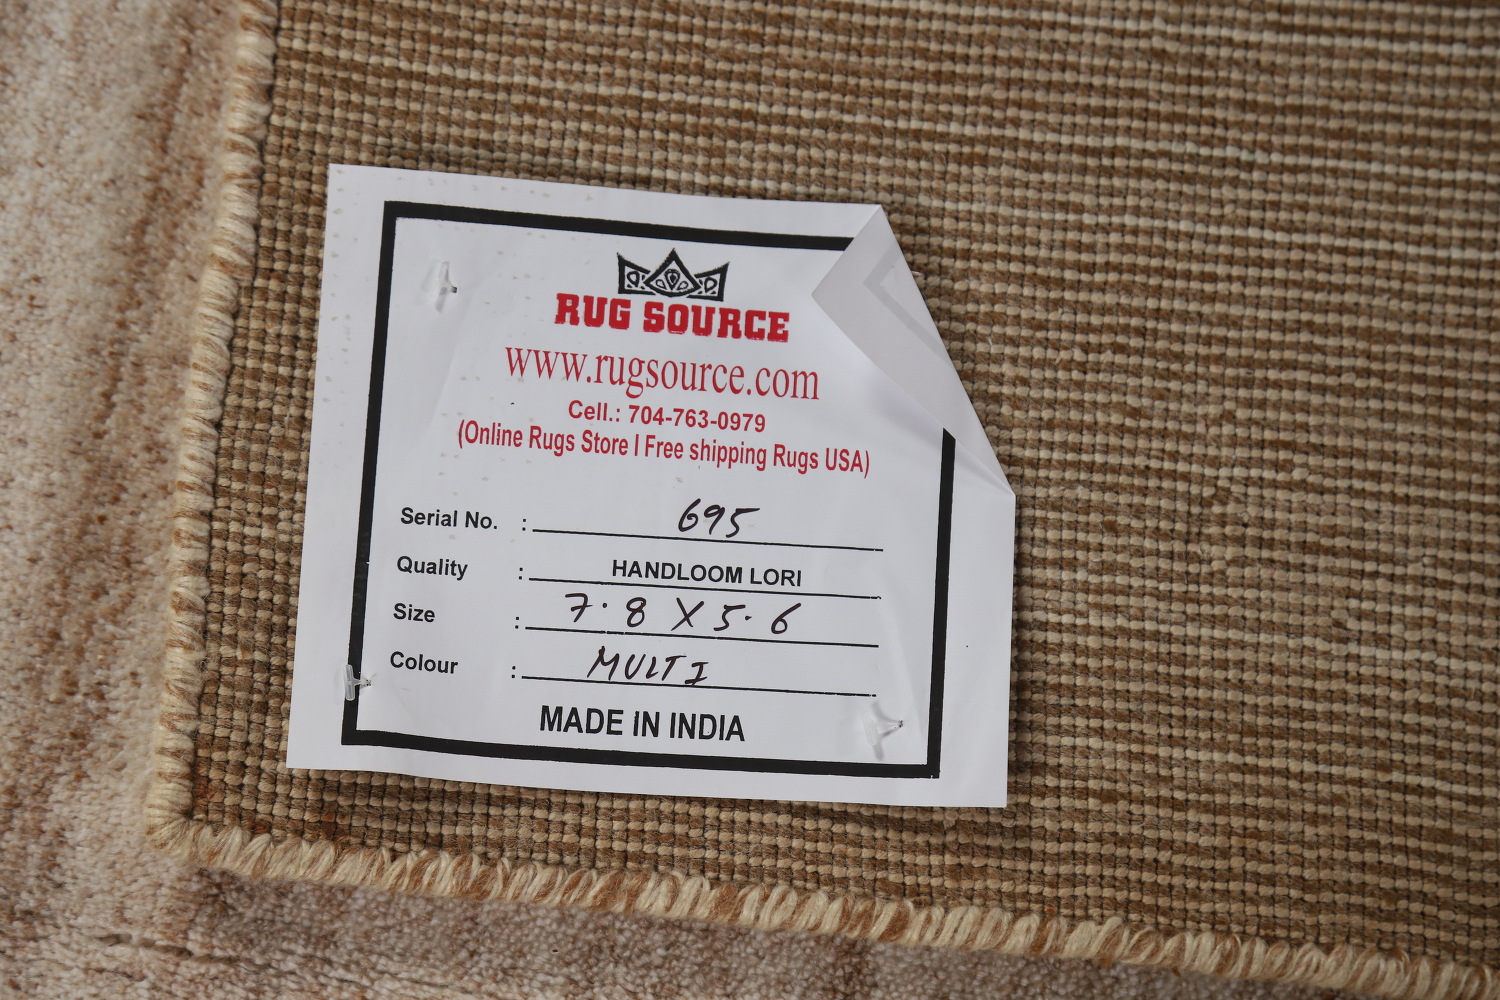 RUG SOURCE
www.rugsource.com
Cell.: 704-763-0979
(Online Rugs Store I Free shipping Rugs USA)
Serial No. : 695
Quality : HANDLOOM LORI
Size : 7.8 X 5.6
Colour : MULTI
MADE IN INDIA